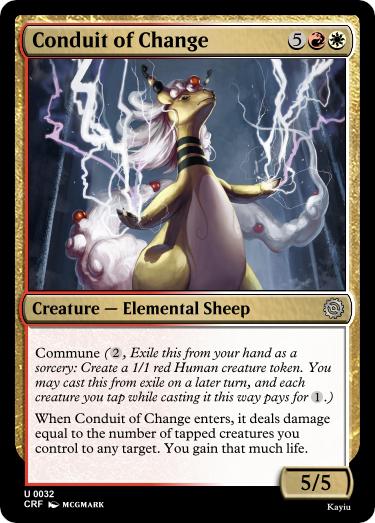 Conduit of Change 5
Creature — Elemental Sheep
Commune (2, Exile this from your hand as a
sorcery: Create a 1/1 red Human creature token. You
may cast this from exile on a later turn, and each
creature you tap while casting it this way pays for 1.)
When Conduit of Change enters, it deals damage
equal to the number of tapped creatures you
control to any target. You gain that much life.
5/5
U 0032
CRF MCGMARK
Kayiu